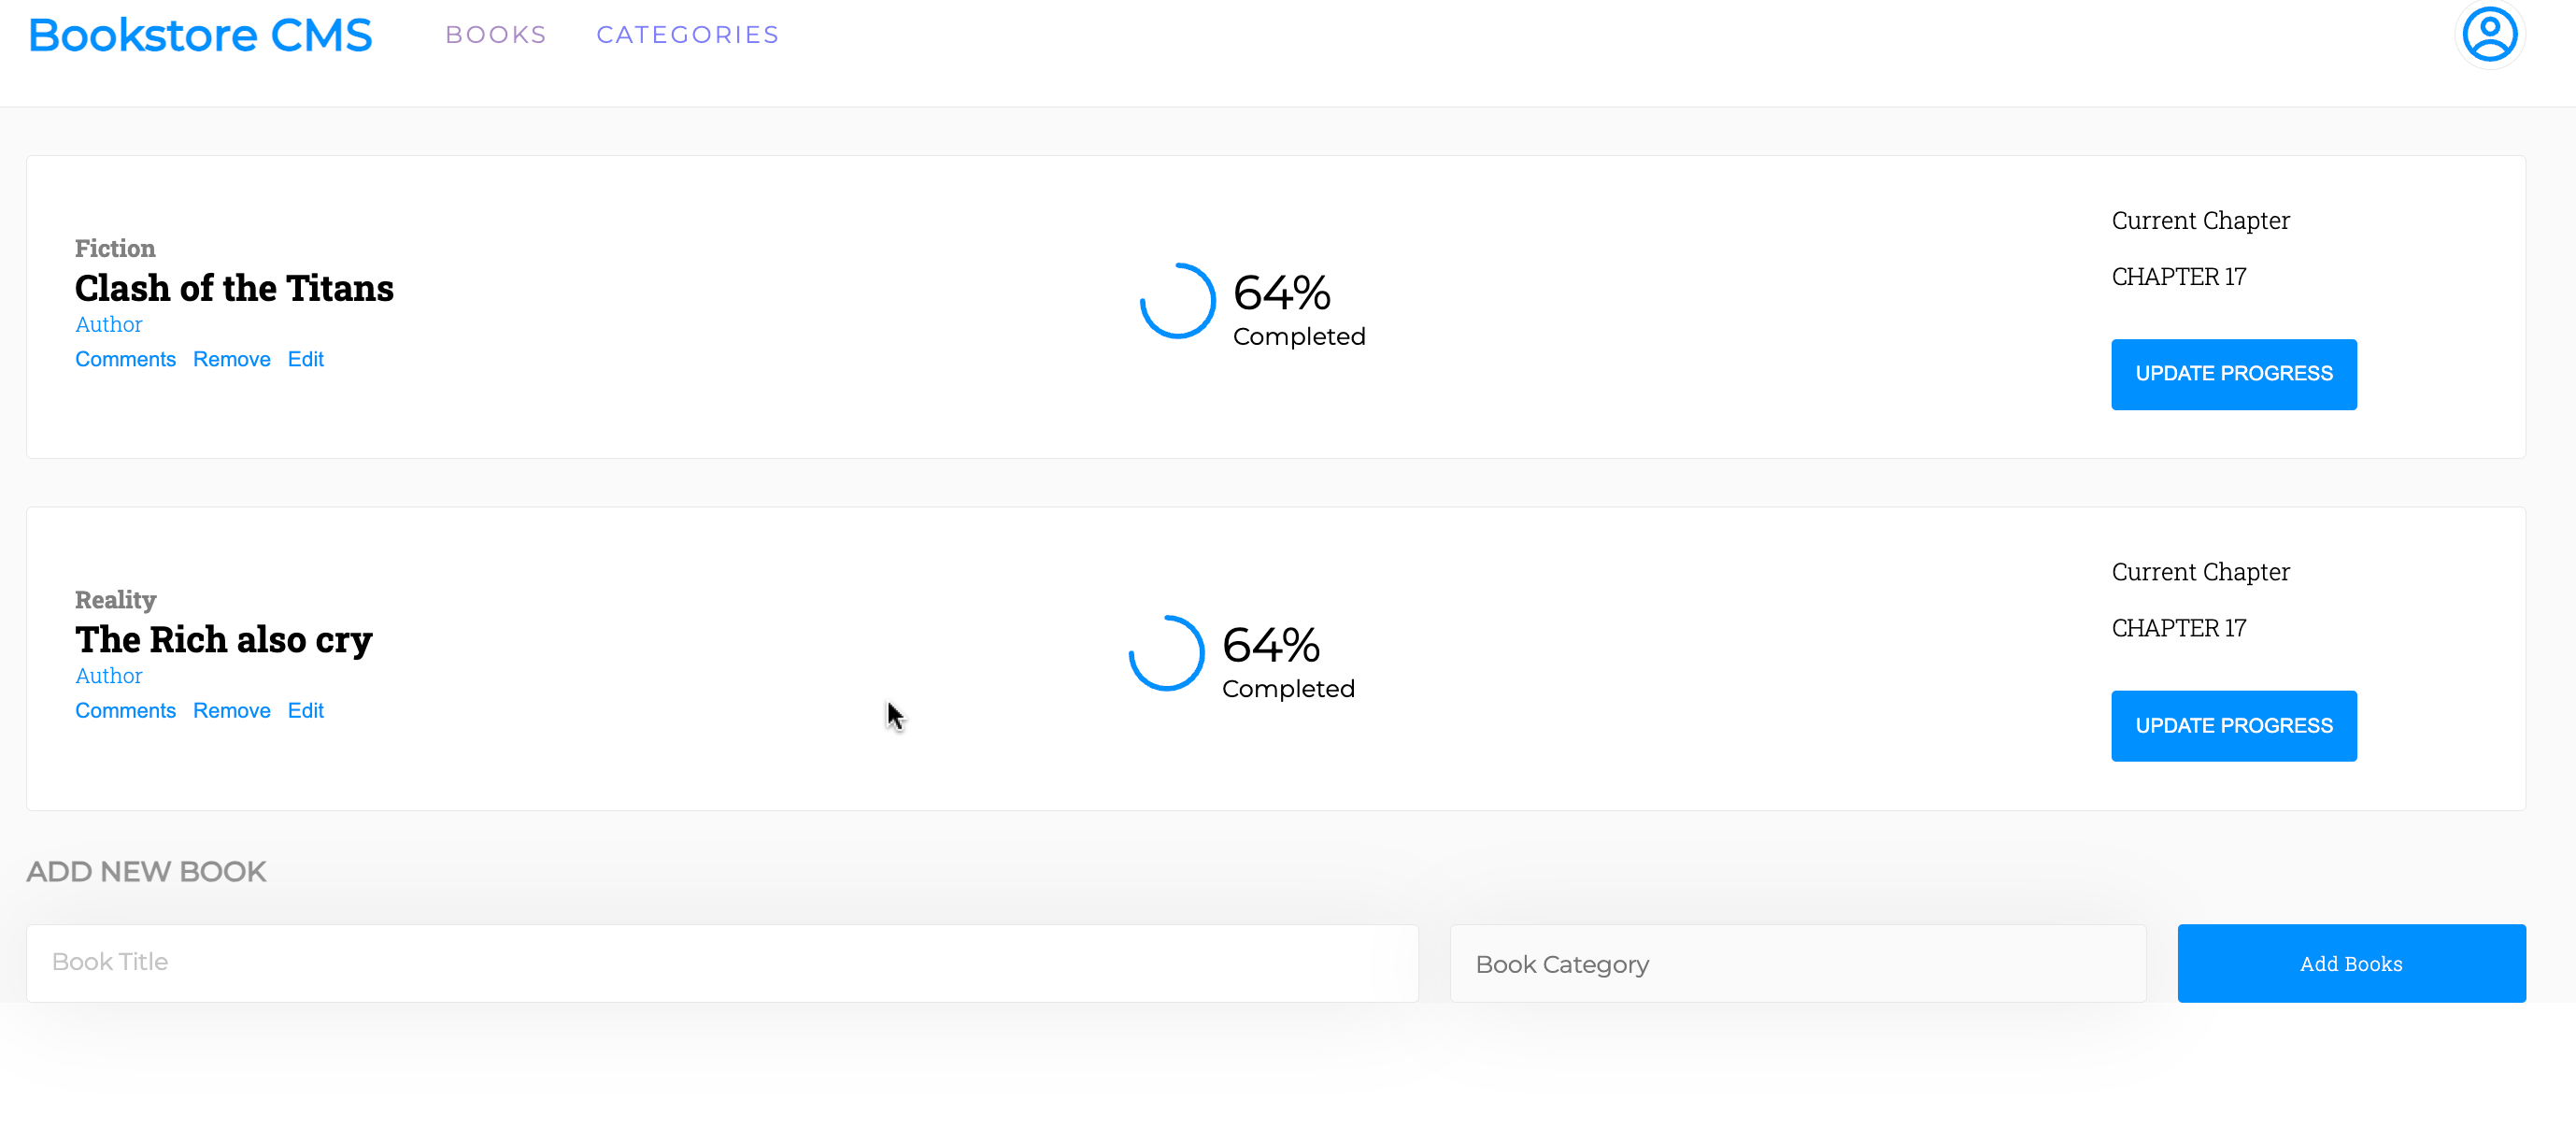 Bookstore CMS BOOKS CATEGORIES
Fiction
Clash of the Titans
Author
Comments Remove Edit
64%
Completed
Current Chapter
CHAPTER 17
UPDATE PROGRESS
Reality
The Rich also cry
Author
Comments Remove Edit
64%
Completed
Current Chapter
CHAPTER 17
UPDATE PROGRESS
ADD NEW BOOK
Book Title Book Category Add Books